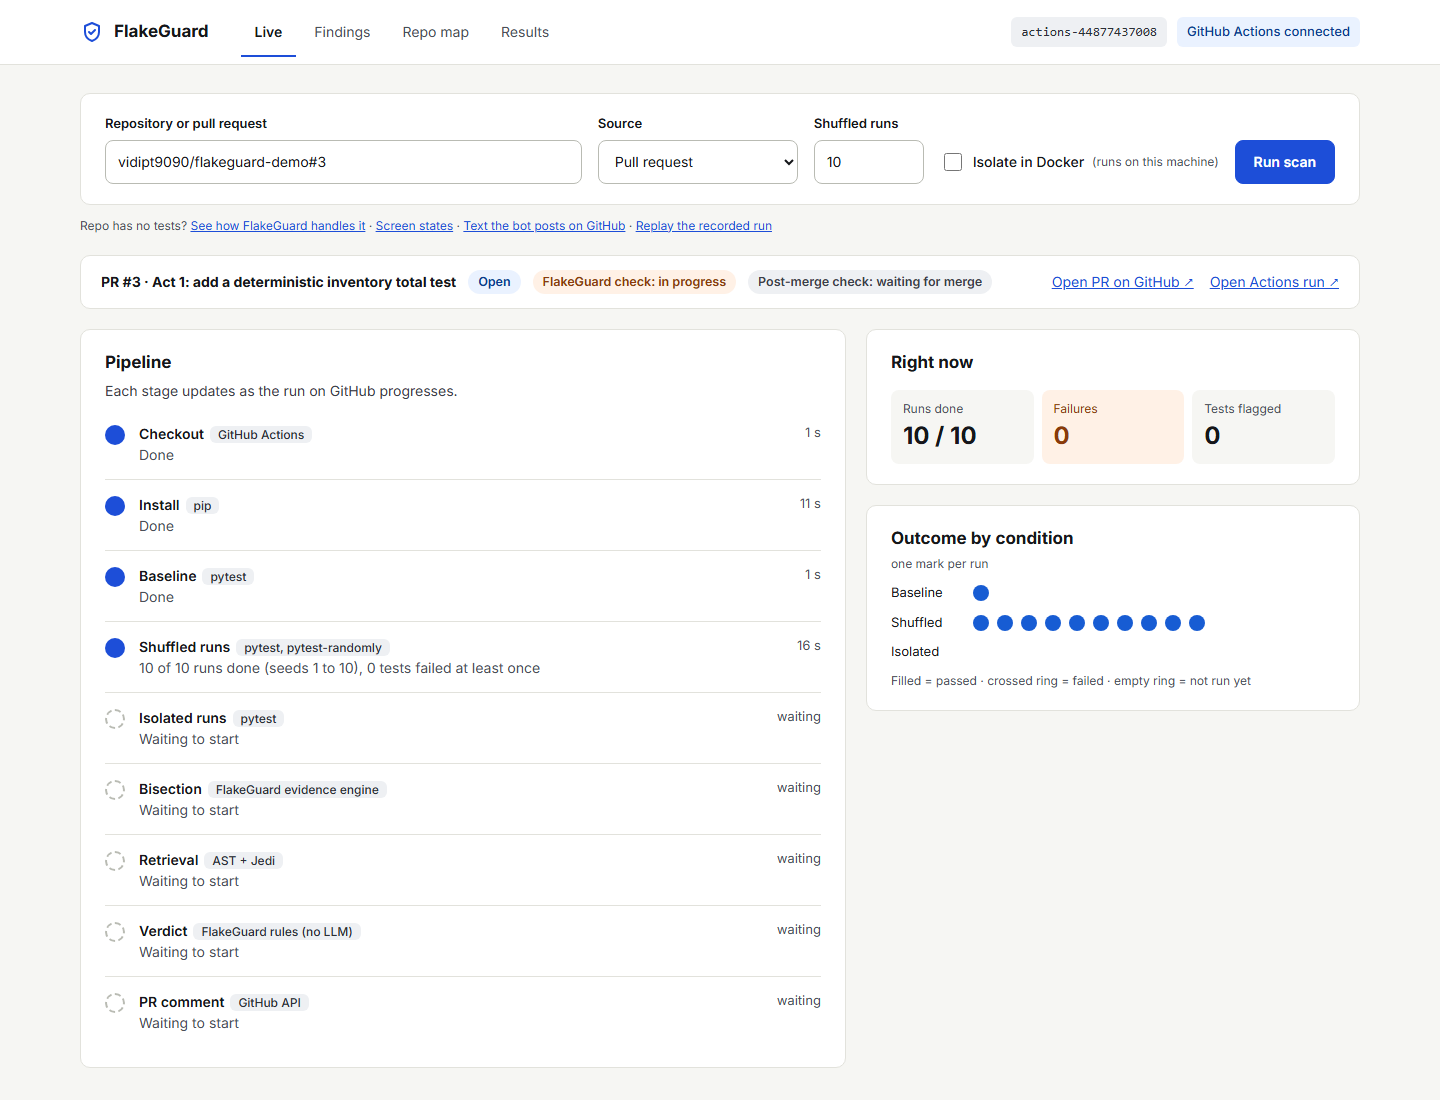 FlakeGuard
Live
Findings
Repo map
Results
actions-44877437008
GitHub Actions connected
Repository or pull request
Source
Shuffled runs
vidipt9090/flakeguard-demo#3
Pull request
10
Isolate in Docker (runs on this machine)
Run scan
Repo has no tests? See how FlakeGuard handles it · Screen states · Text the bot posts on GitHub · Replay the recorded run
PR #3 · Act 1: add a deterministic inventory total test
Open
FlakeGuard check: in progress
Post-merge check: waiting for merge
Open PR on GitHub ↗
Open Actions run ↗
Pipeline
Each stage updates as the run on GitHub progresses.
Checkout GitHub Actions 1 s
Done
Install pip 11 s
Done
Baseline pytest 1 s
Done
Shuffled runs pytest, pytest-randomly 16 s
10 of 10 runs done (seeds 1 to 10), 0 tests failed at least once
Isolated runs pytest waiting
Waiting to start
Bisection FlakeGuard evidence engine waiting
Waiting to start
Retrieval AST + Jedi waiting
Waiting to start
Verdict FlakeGuard rules (no LLM) waiting
Waiting to start
PR comment GitHub API waiting
Waiting to start
Right now
Runs done
10 / 10
Failures
0
Tests flagged
0
Outcome by condition
one mark per run
Baseline
Shuffled
Isolated
Filled = passed · crossed ring = failed · empty ring = not run yet